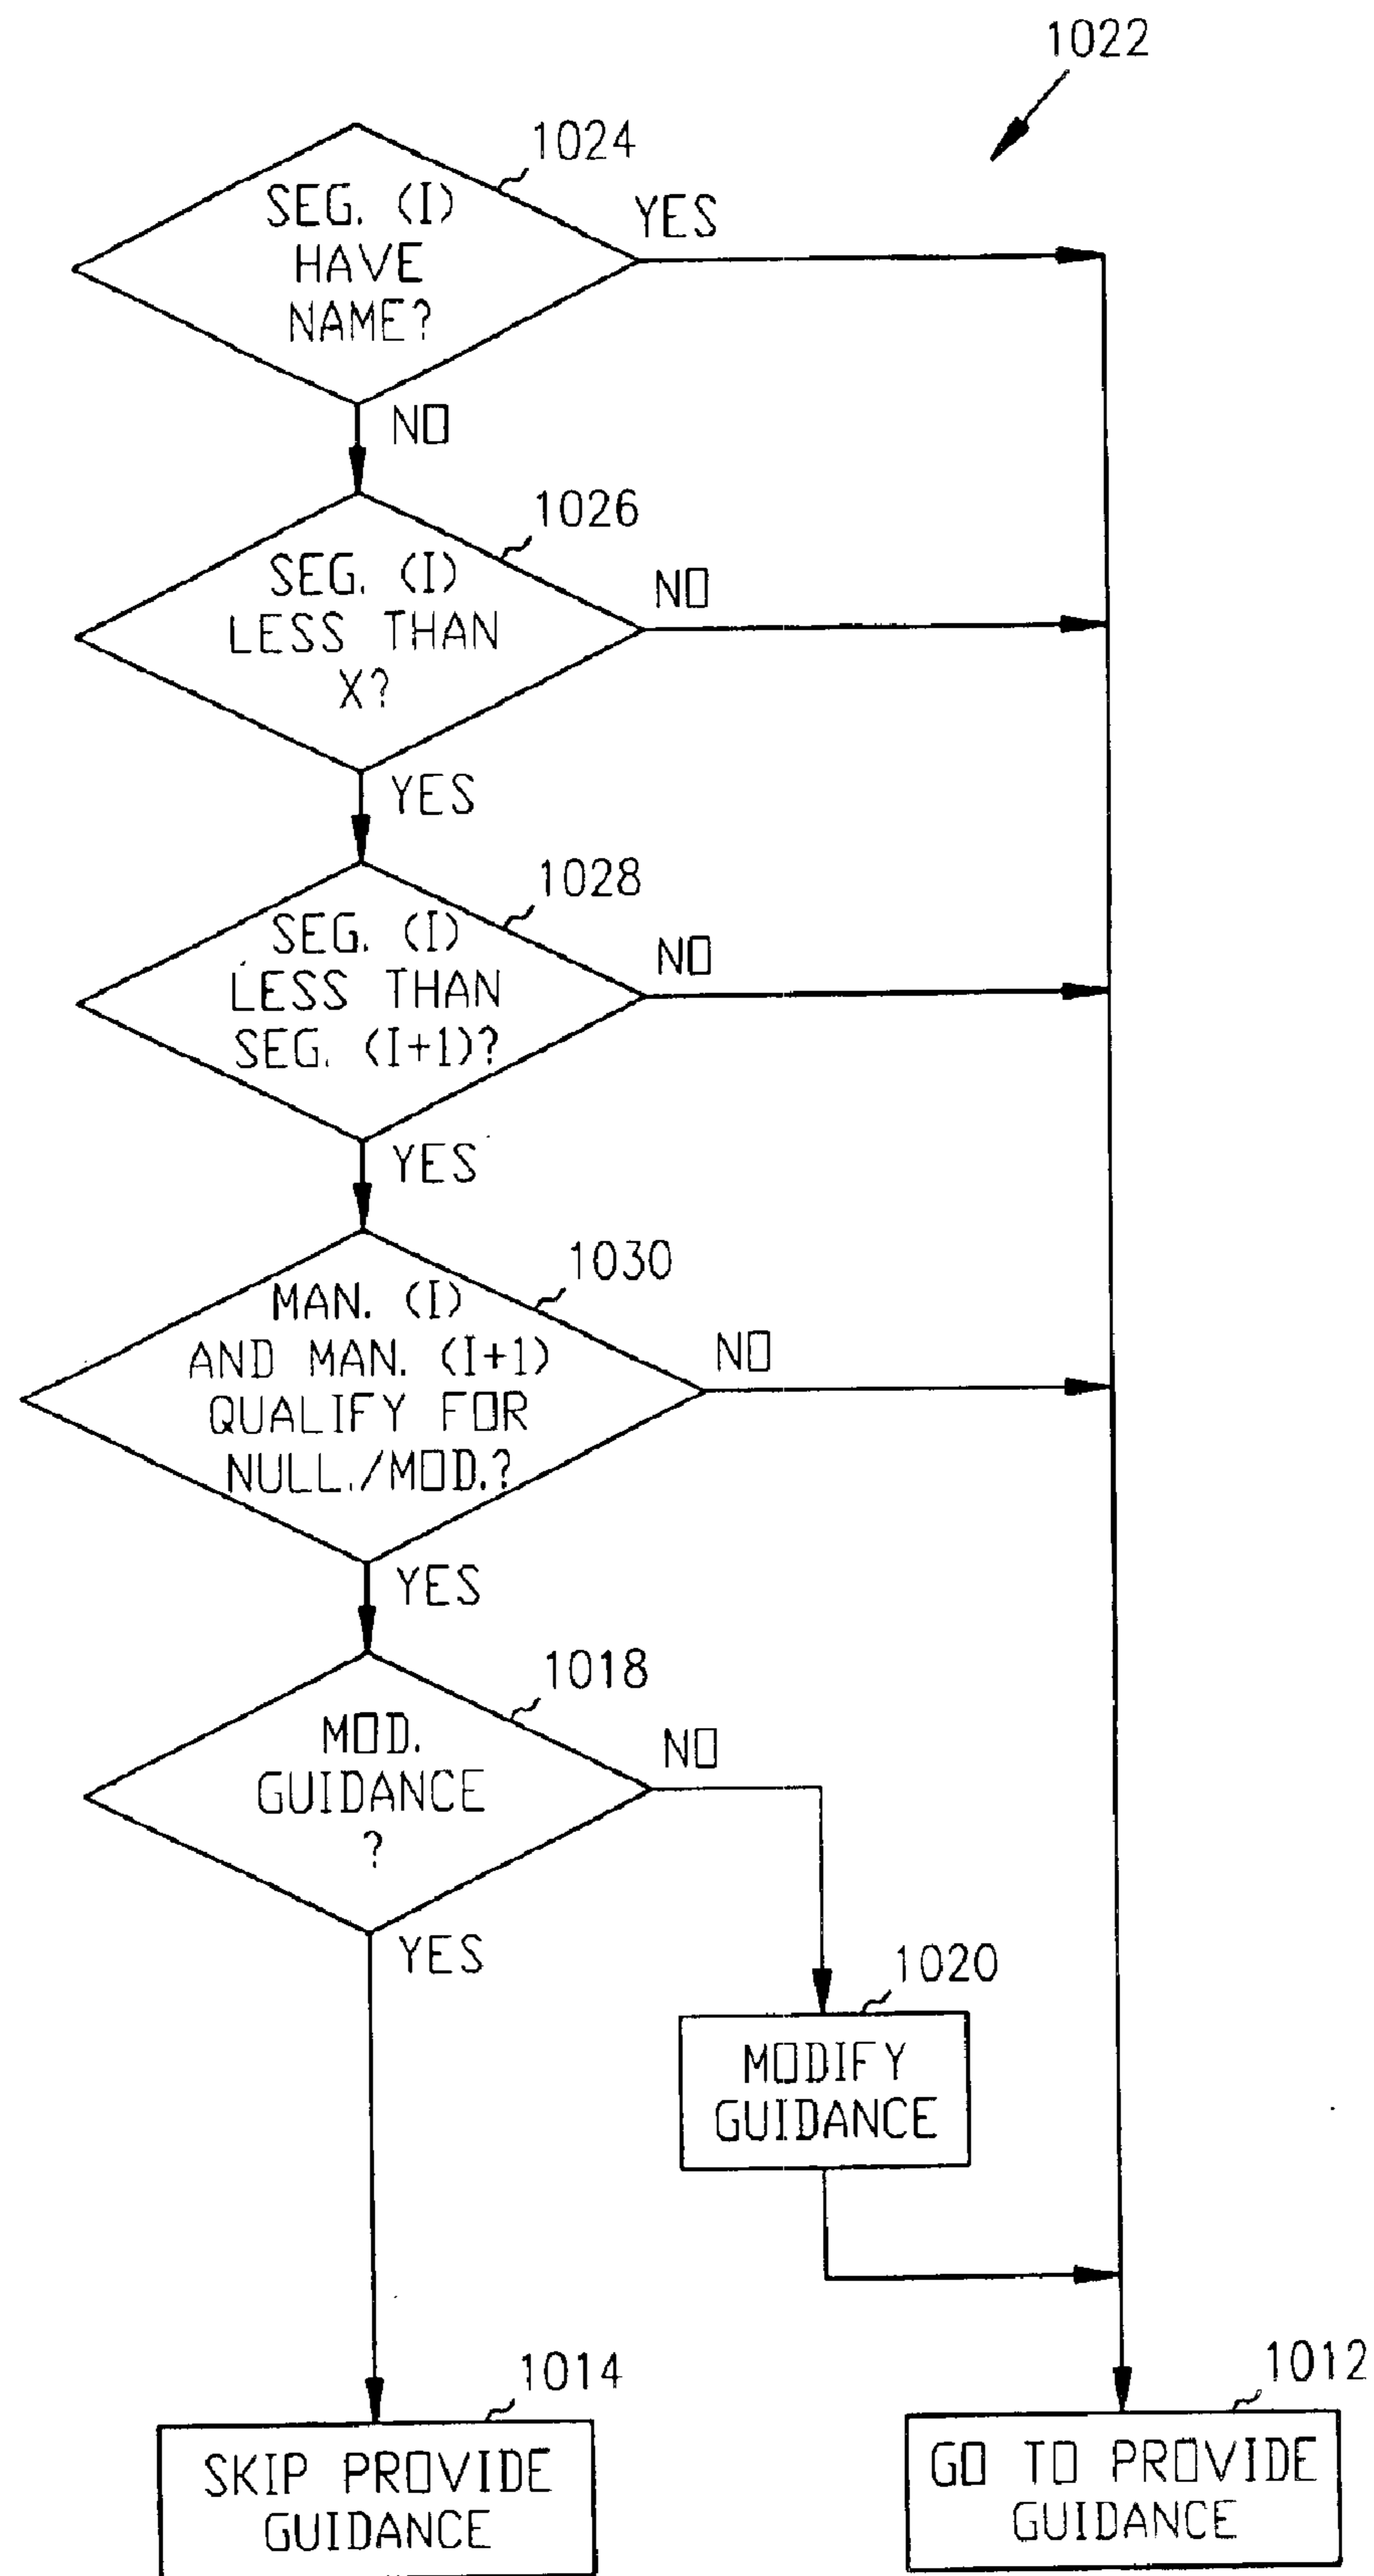 1022
1024
SEG. (I)
HAVE
NAME?
YES
NO
1026
SEG. (I)
LESS THAN
X?
NO
YES
1028
SEG. (I)
LESS THAN
SEG. (I+1)?
NO
YES
1030
MAN. (I)
AND MAN. (I+1)
QUALIFY FOR
NULL./MOD.?
NO
YES
1018
MOD.
GUIDANCE
?
NO
YES
1020
MODIFY
GUIDANCE
1014
SKIP PROVIDE
GUIDANCE
1012
GO TO PROVIDE
GUIDANCE